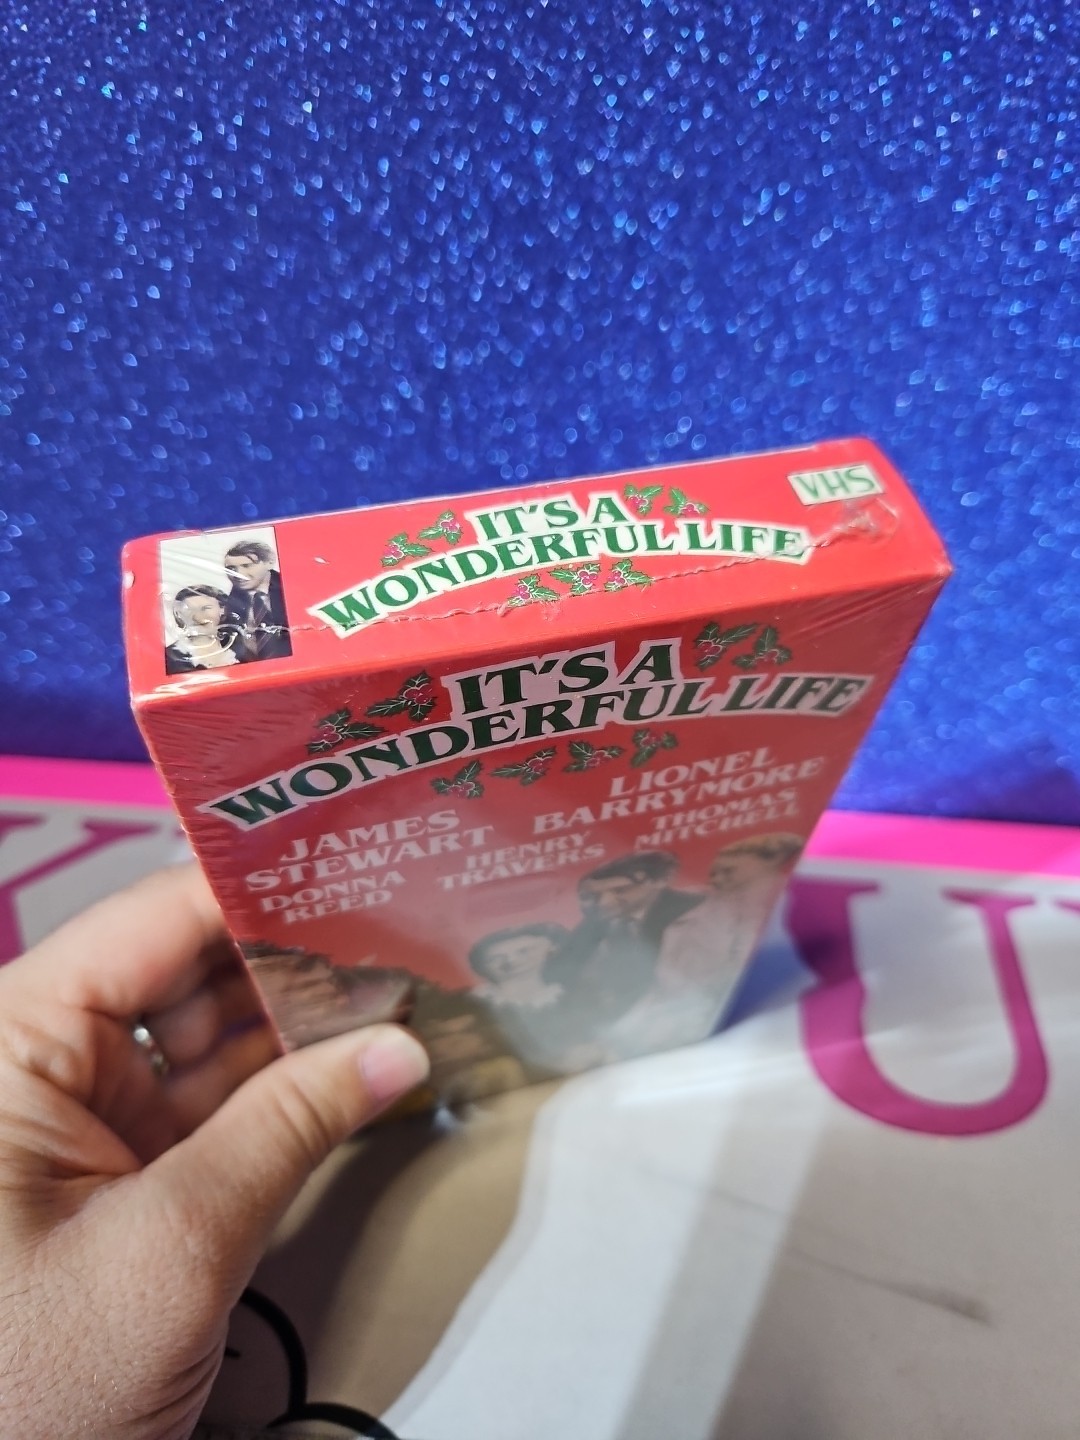 IT'S A
WONDERFUL LIFE
VHS
IT'S A
WONDERFUL LIFE
JAMES
STEWART
LIONEL
BARRYMORE
DONNA
REED
HENRY
TRAVERS
THOMAS
MITCHELL
U